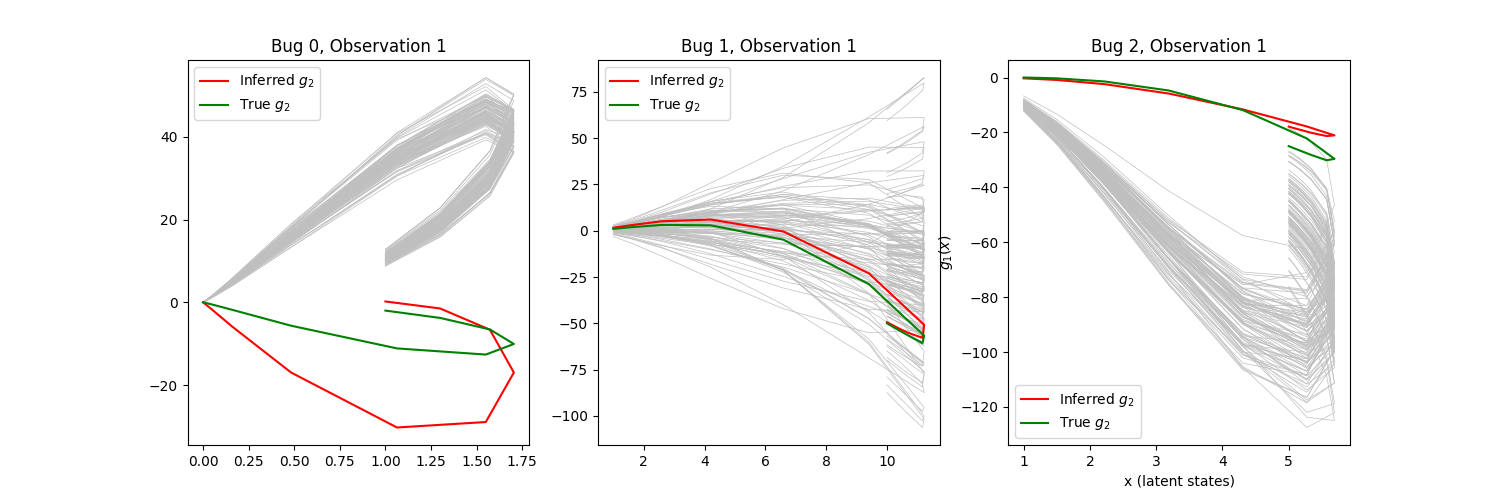 Bug 0, Observation 1
Inferred g₂
True g₂
40
20
0
−20
0.00 0.25 0.50 0.75 1.00 1.25 1.50 1.75
Bug 1, Observation 1
Inferred g₂
True g₂
75
50
25
0
−25
−50
−75
−100
2 4 6 8 10
Bug 2, Observation 1
g₁(x)
0
−20
−40
−60
−80
−100
−120
Inferred g₂
True g₂
1 2 3 4 5
x (latent states)